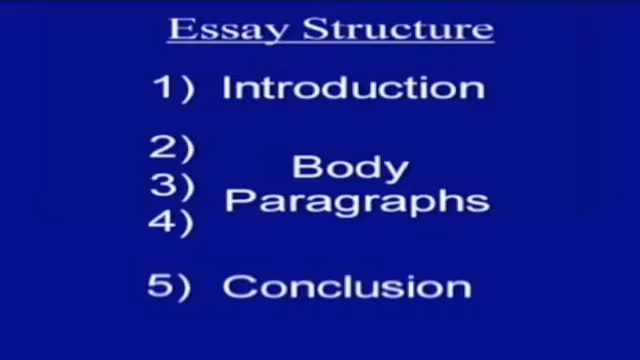 Essay Structure
1) Introduction
2)
3)
4)
Body
Paragraphs
5) Conclusion